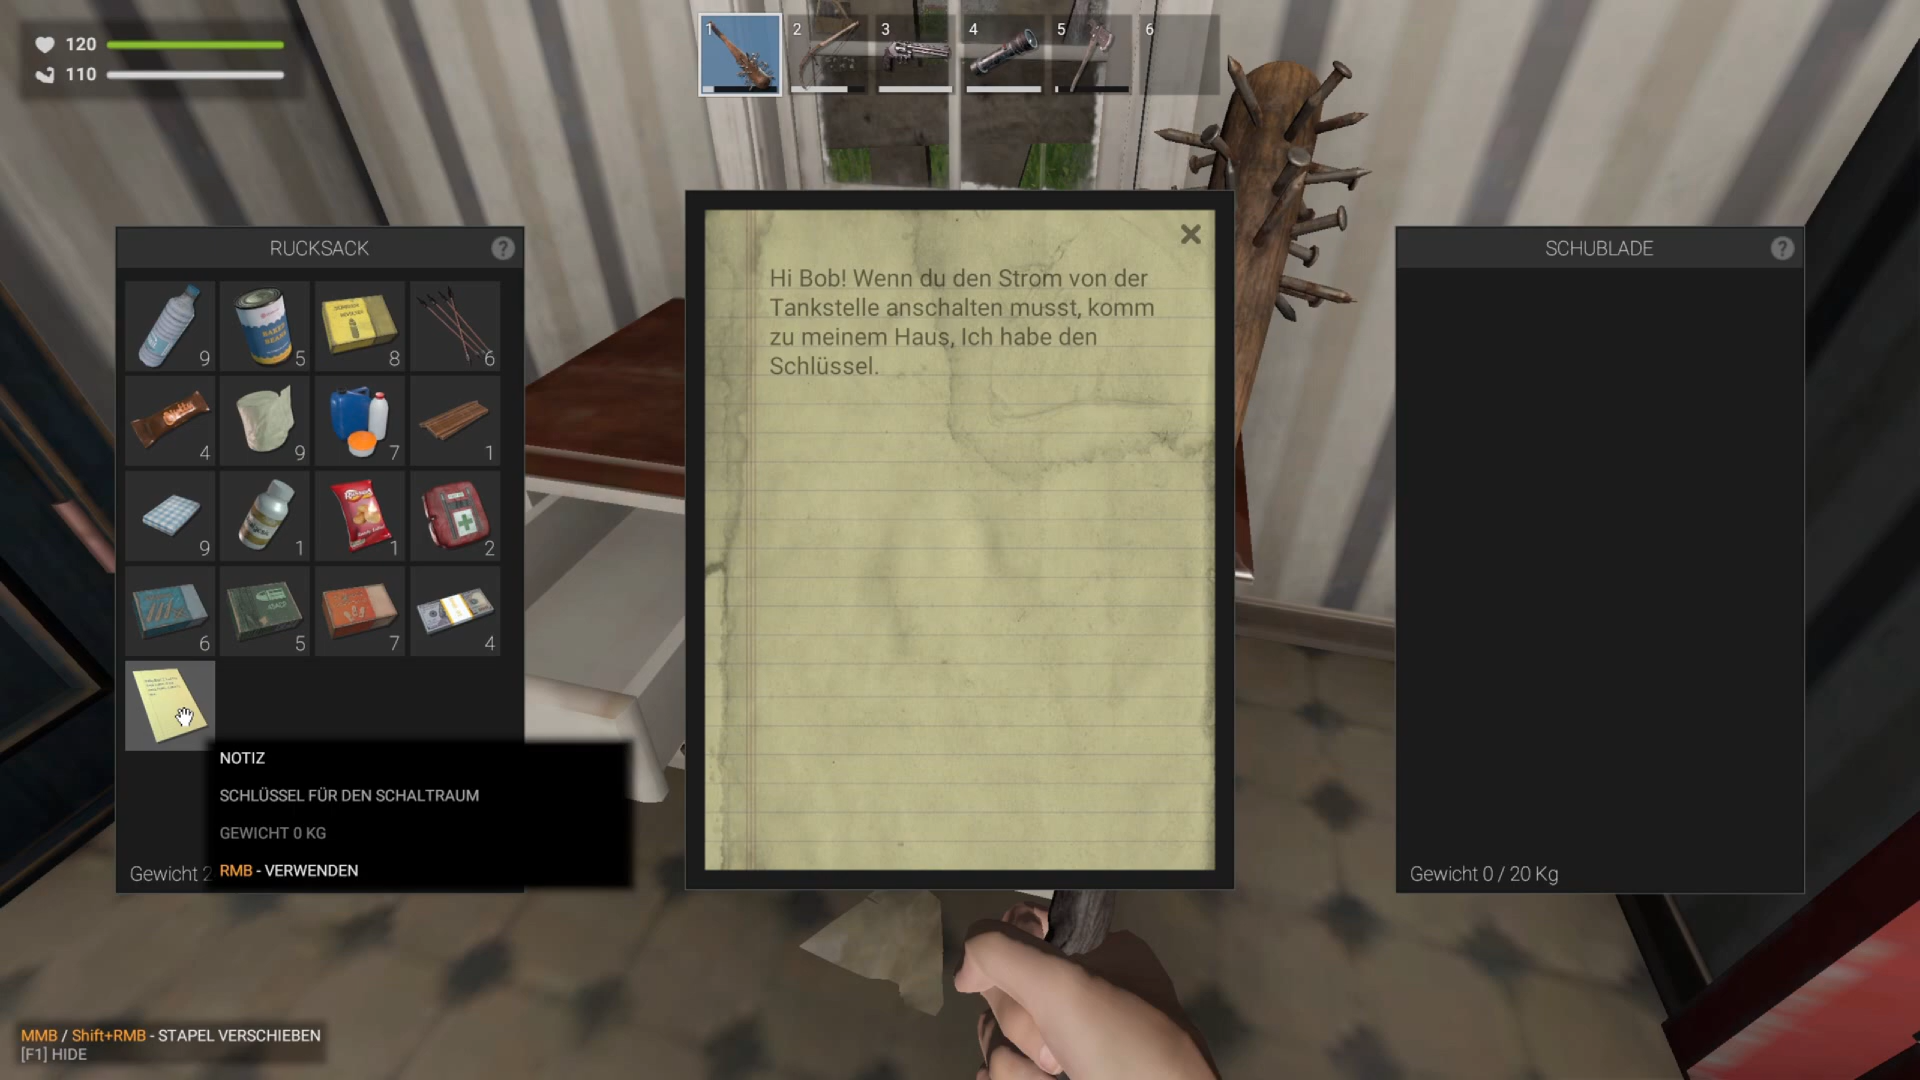 120
110
1
2
3
4
5
6
RUCKSACK
?
9
5
8
6
4
9
7
1
9
1
1
2
6
5
7
4
NOTIZ
SCHLÜSSEL FÜR DEN SCHALTRAUM
GEWICHT 0 KG
RMB - VERWENDEN
Gewicht 2
Hi Bob! Wenn du den Strom von der
Tankstelle anschalten musst, komm
zu meinem Haus, Ich habe den
Schlüssel.
SCHUBLADE
?
Gewicht 0 / 20 Kg
MMB / Shift+RMB - STAPEL VERSCHIEBEN
[F1] HIDE